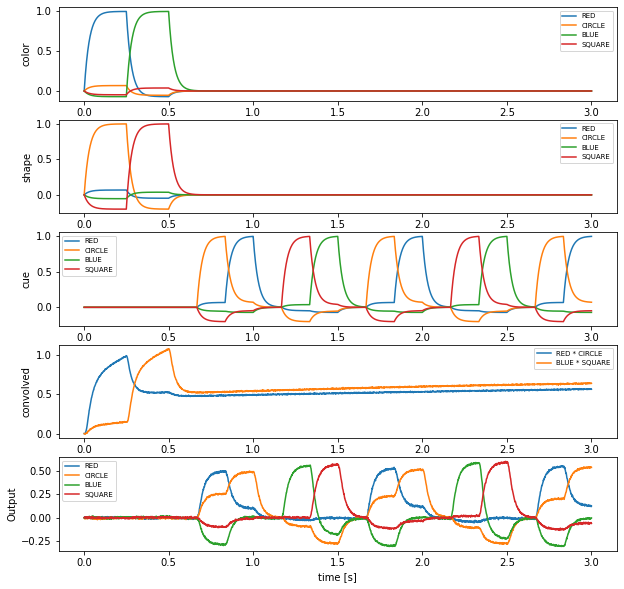 color
1.0
0.5
0.0
RED
CIRCLE
BLUE
SQUARE
0.0 0.5 1.0 1.5 2.0 2.5 3.0
shape
1.0
0.5
0.0
RED
CIRCLE
BLUE
SQUARE
0.0 0.5 1.0 1.5 2.0 2.5 3.0
cue
1.0
0.5
0.0
RED
CIRCLE
BLUE
SQUARE
0.0 0.5 1.0 1.5 2.0 2.5 3.0
convolved
1.0
0.5
0.0
RED * CIRCLE
BLUE * SQUARE
0.0 0.5 1.0 1.5 2.0 2.5 3.0
Output
0.50
0.25
0.00
−0.25
RED
CIRCLE
BLUE
SQUARE
0.0 0.5 1.0 1.5 2.0 2.5 3.0
time [s]